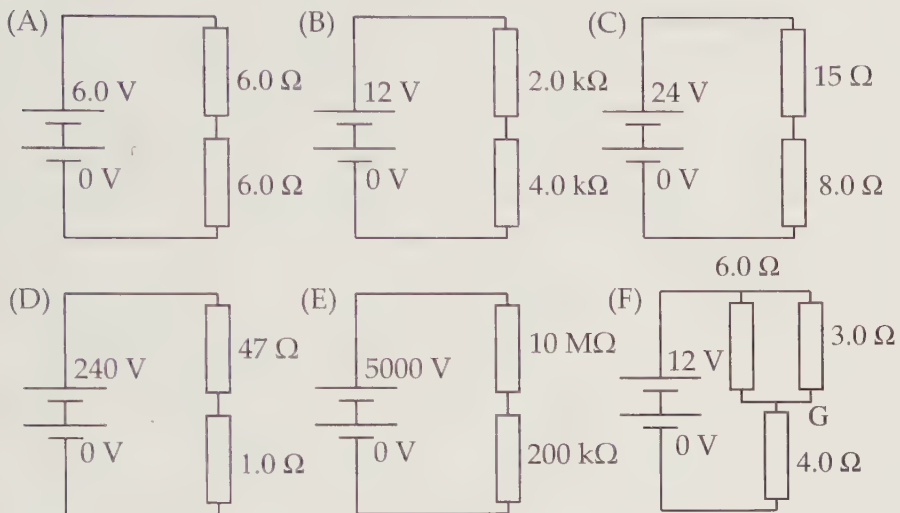 (A)
6.0 V
6.0 Ω
0 V
6.0 Ω
(B)
12 V
2.0 kΩ
0 V
4.0 kΩ
(C)
24 V
15 Ω
0 V
8.0 Ω
(D)
240 V
47 Ω
0 V
1.0 Ω
(E)
5000 V
10 MΩ
0 V
200 kΩ
(F)
6.0 Ω
12 V
3.0 Ω
G
0 V
4.0 Ω